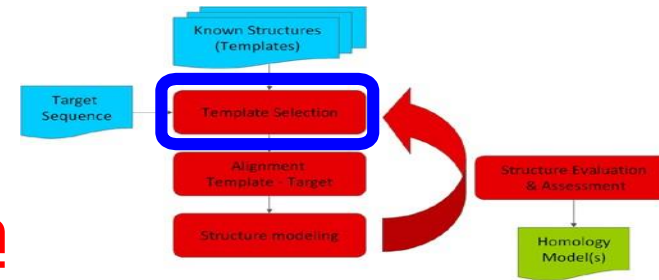 Known Structures
(Templates)
Target
Sequence
Template Selection
Alignment
Template - Target
Structure modeling
Structure Evaluation
& Assessment
Homology
Model(s)